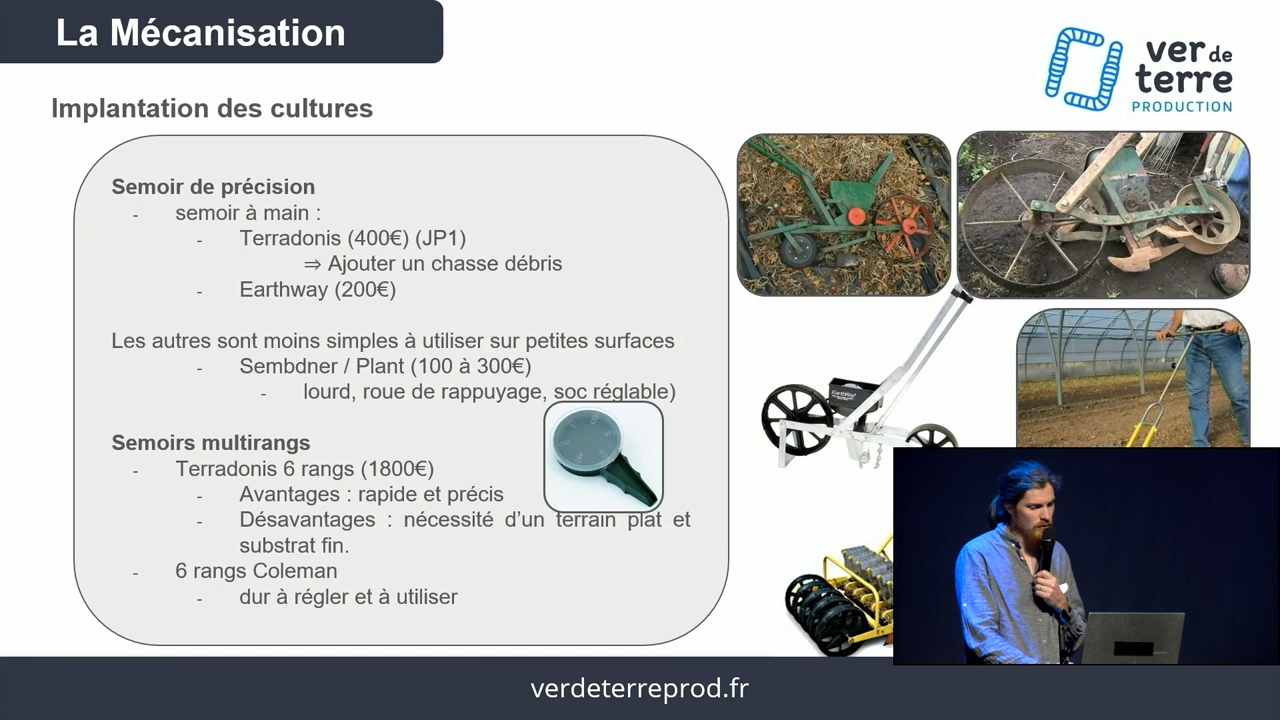 La Mécanisation
ver de
terre
PRODUCTION
Implantation des cultures
Semoir de précision
- semoir à main :
- Terradonis (400€) (JP1)
⇒ Ajouter un chasse débris
- Earthway (200€)
Les autres sont moins simples à utiliser sur petites surfaces
- Sembdner / Plant (100 à 300€)
- lourd, roue de rappuyage, soc réglable)
Semoirs multirangs
- Terradonis 6 rangs (1800€)
- Avantages : rapide et précis
- Désavantages : nécessité d'un terrain plat et
substrat fin.
- 6 rangs Coleman
- dur à régler et à utiliser
verdeterreprod.fr